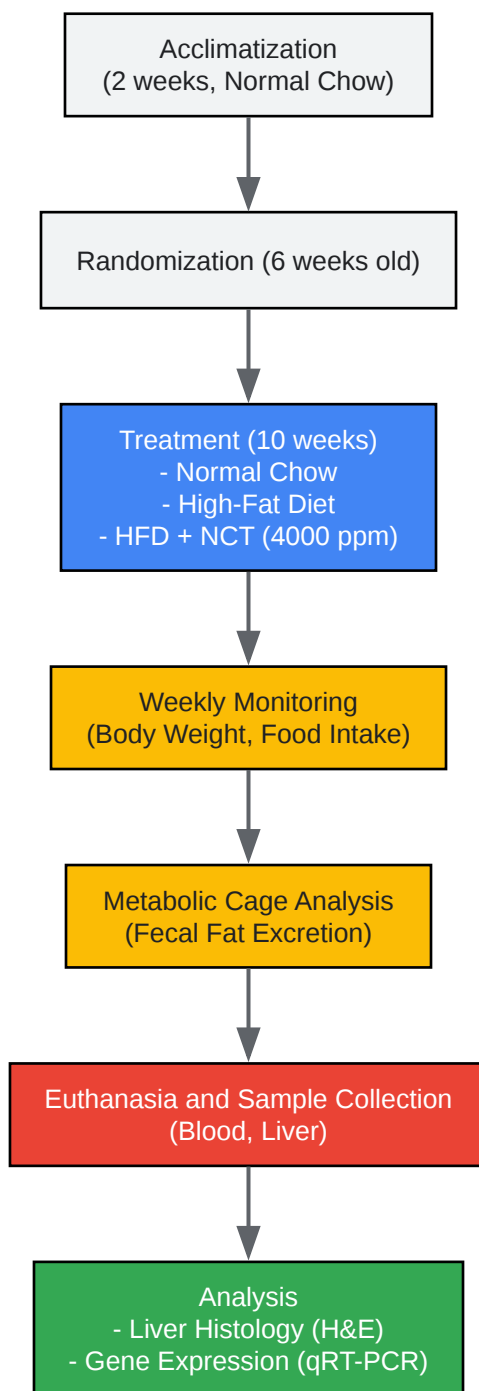 Acclimatization
(2 weeks, Normal Chow)
Randomization (6 weeks old)
Treatment (10 weeks)
- Normal Chow
- High-Fat Diet
- HFD + NCT (4000 ppm)
Weekly Monitoring
(Body Weight, Food Intake)
Metabolic Cage Analysis
(Fecal Fat Excretion)
Euthanasia and Sample Collection
(Blood, Liver)
Analysis
- Liver Histology (H&E)
- Gene Expression (qRT-PCR)